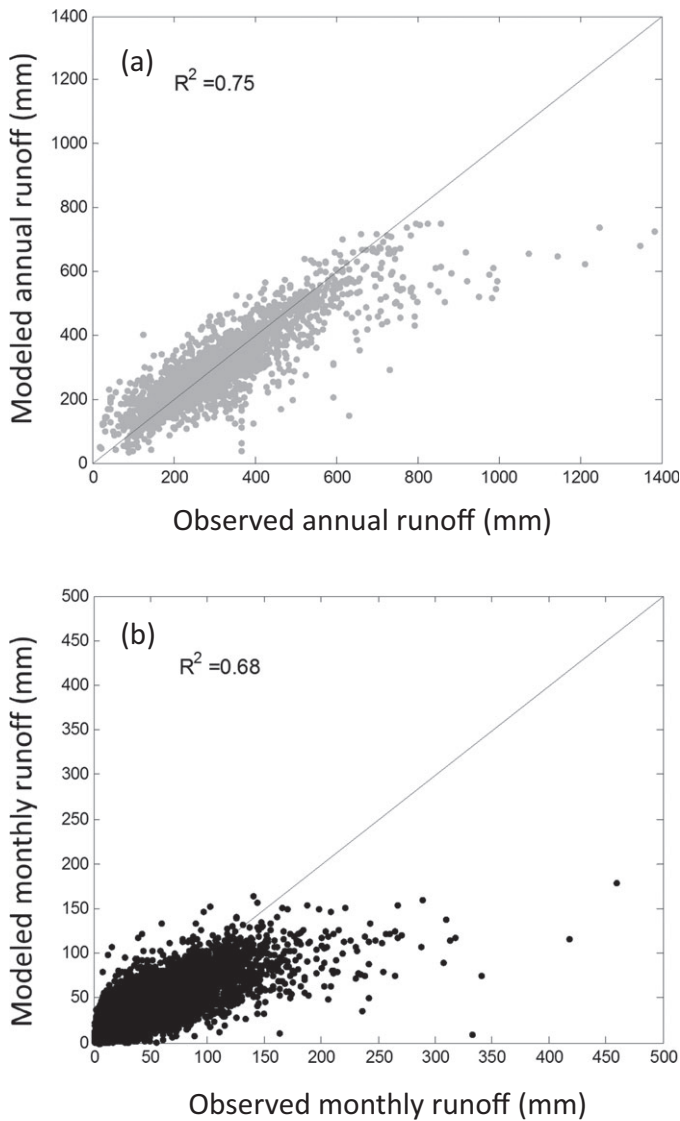 1400
(a)
R² =0.75
1200
1000
800
600
400
200
0
Modeled annual runoff (mm)
0 200 400 600 800 1000 1200 1400
Observed annual runoff (mm)
500
(b)
450
R² =0.68
400
350
300
250
200
150
100
50
0
Modeled monthly runoff (mm)
0 50 100 150 200 250 300 350 400 450 500
Observed monthly runoff (mm)